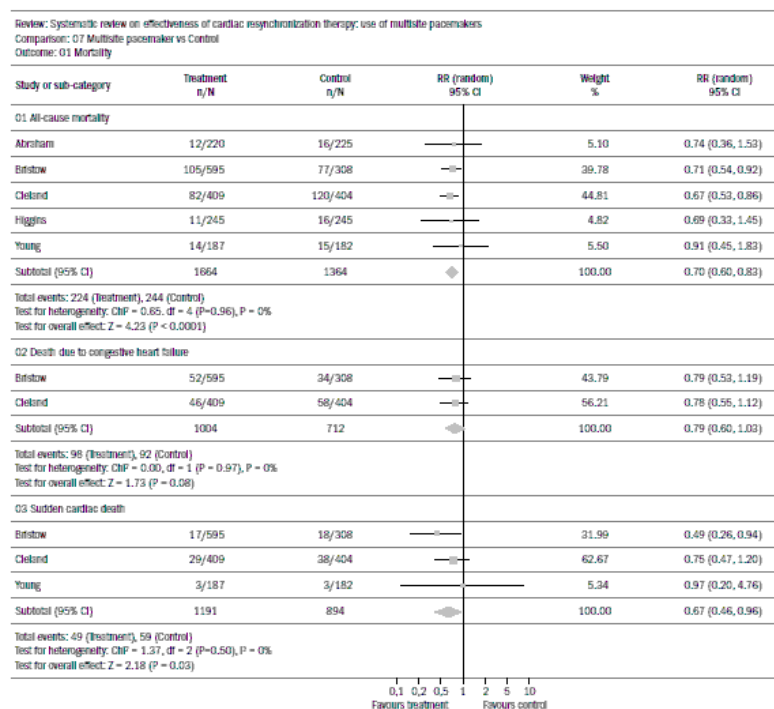 Review: Systematic review on effectiveness of cardiac resynchronization therapy: use of multisite pacemakers
Comparison: 07 Multisite pacemaker vs Control
Outcome: 01 Mortality
Study or sub-category Treatment n/N Control n/N RR (random) 95% CI Weight % RR (random) 95% CI
01 All-cause mortality
Abraham 12/220 16/225 5.10 0.74 (0.36, 1.53)
Bristow 105/595 77/308 39.78 0.71 (0.54, 0.92)
Cleland 82/409 120/404 44.81 0.67 (0.53, 0.86)
Higgins 11/245 16/245 4.82 0.69 (0.33, 1.45)
Young 14/187 15/182 5.50 0.91 (0.45, 1.83)
Subtotal (95% CI) 1664 1364 100.00 0.70 (0.60, 0.83)
Total events: 224 (Treatment), 244 (Control)
Test for heterogeneity: ChF = 0.65. df = 4 (P=0.96), P = 0%
Test for overall effect: Z = 4.23 (P < 0.0001)
02 Death due to congestive heart failure
Bristow 52/595 34/308 43.79 0.79 (0.53, 1.19)
Cleland 46/409 58/404 56.21 0.78 (0.55, 1.12)
Subtotal (95% CI) 1004 712 100.00 0.79 (0.60, 1.03)
Total events: 98 (Treatment), 92 (Control)
Test for heterogeneity: ChF = 0.00, df = 1 (P = 0.97), P = 0%
Test for overall effect: Z = 1.73 (P = 0.08)
03 Sudden cardiac death
Bristow 17/595 18/308 31.99 0.49 (0.26, 0.94)
Cleland 29/409 38/404 62.67 0.75 (0.47, 1.20)
Young 3/187 3/182 5.34 0.97 (0.20, 4.76)
Subtotal (95% CI) 1191 894 100.00 0.67 (0.46, 0.96)
Total events: 49 (Treatment), 59 (Control)
Test for heterogeneity: ChF = 1.37, df = 2 (P=0.50), P = 0%
Test for overall effect: Z = 2.18 (P = 0.03)
0,1 0,2 0,5 1 2 5 10
Favours treatment Favours control